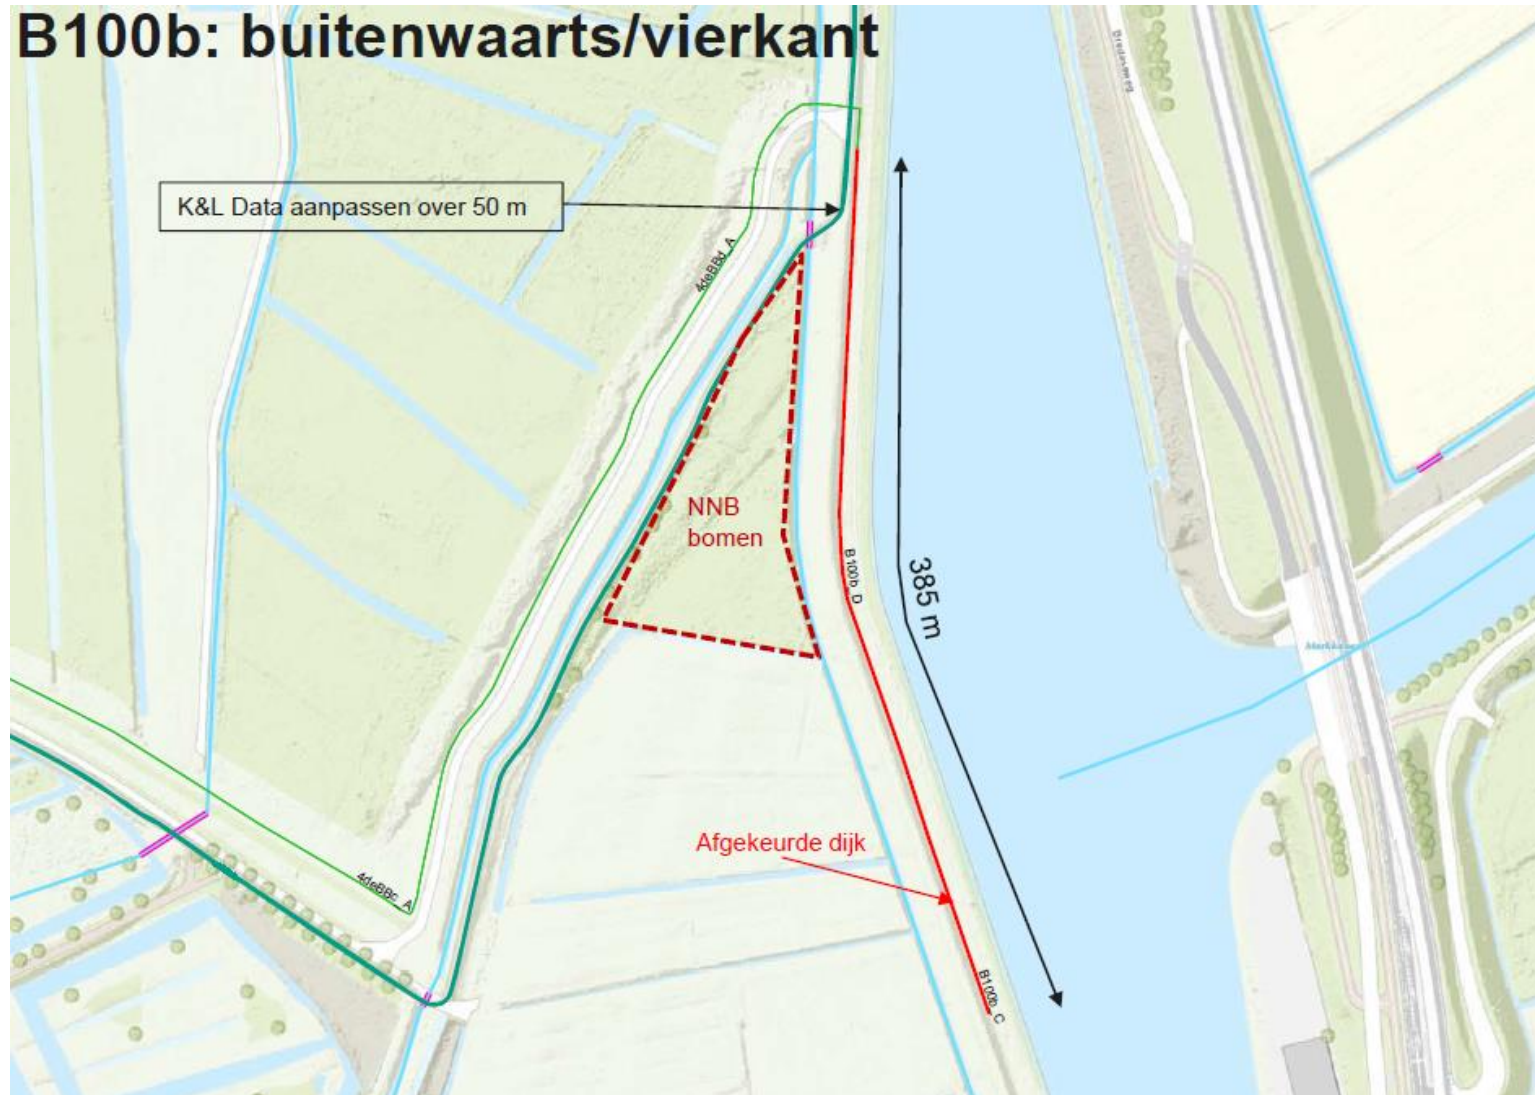 B100b: buitenwaarts/vierkant
K&L Data aanpassen over 50 m
4deBBd_A
NNB
bomen
B100b_D
385 m
Afgekeurde dijk
4deBBc_A
B100b_C